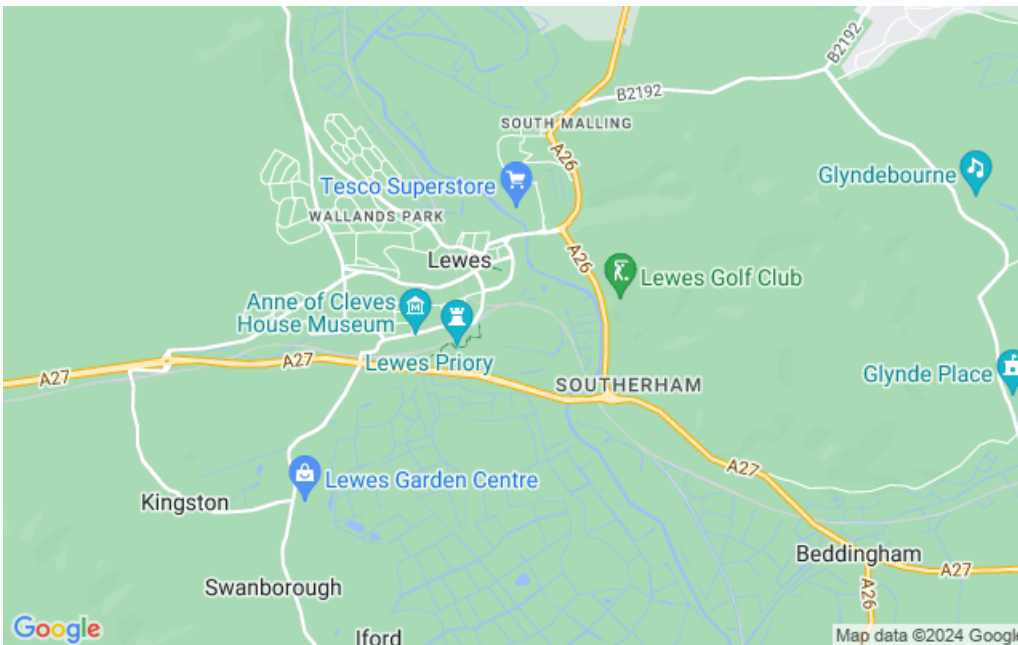 B2192
B2192
SOUTH MALLING
A26
Tesco Superstore
Glyndebourne
WALLANDS PARK
Lewes
A26
Lewes Golf Club
Anne of Cleves
House Museum
A27
Lewes Priory
A27
SOUTHERHAM
Glynde Place
A27
Lewes Garden Centre
Kingston
Beddingham
A27
Swanborough
A26
Google
Iford
Map data ©2024 Google